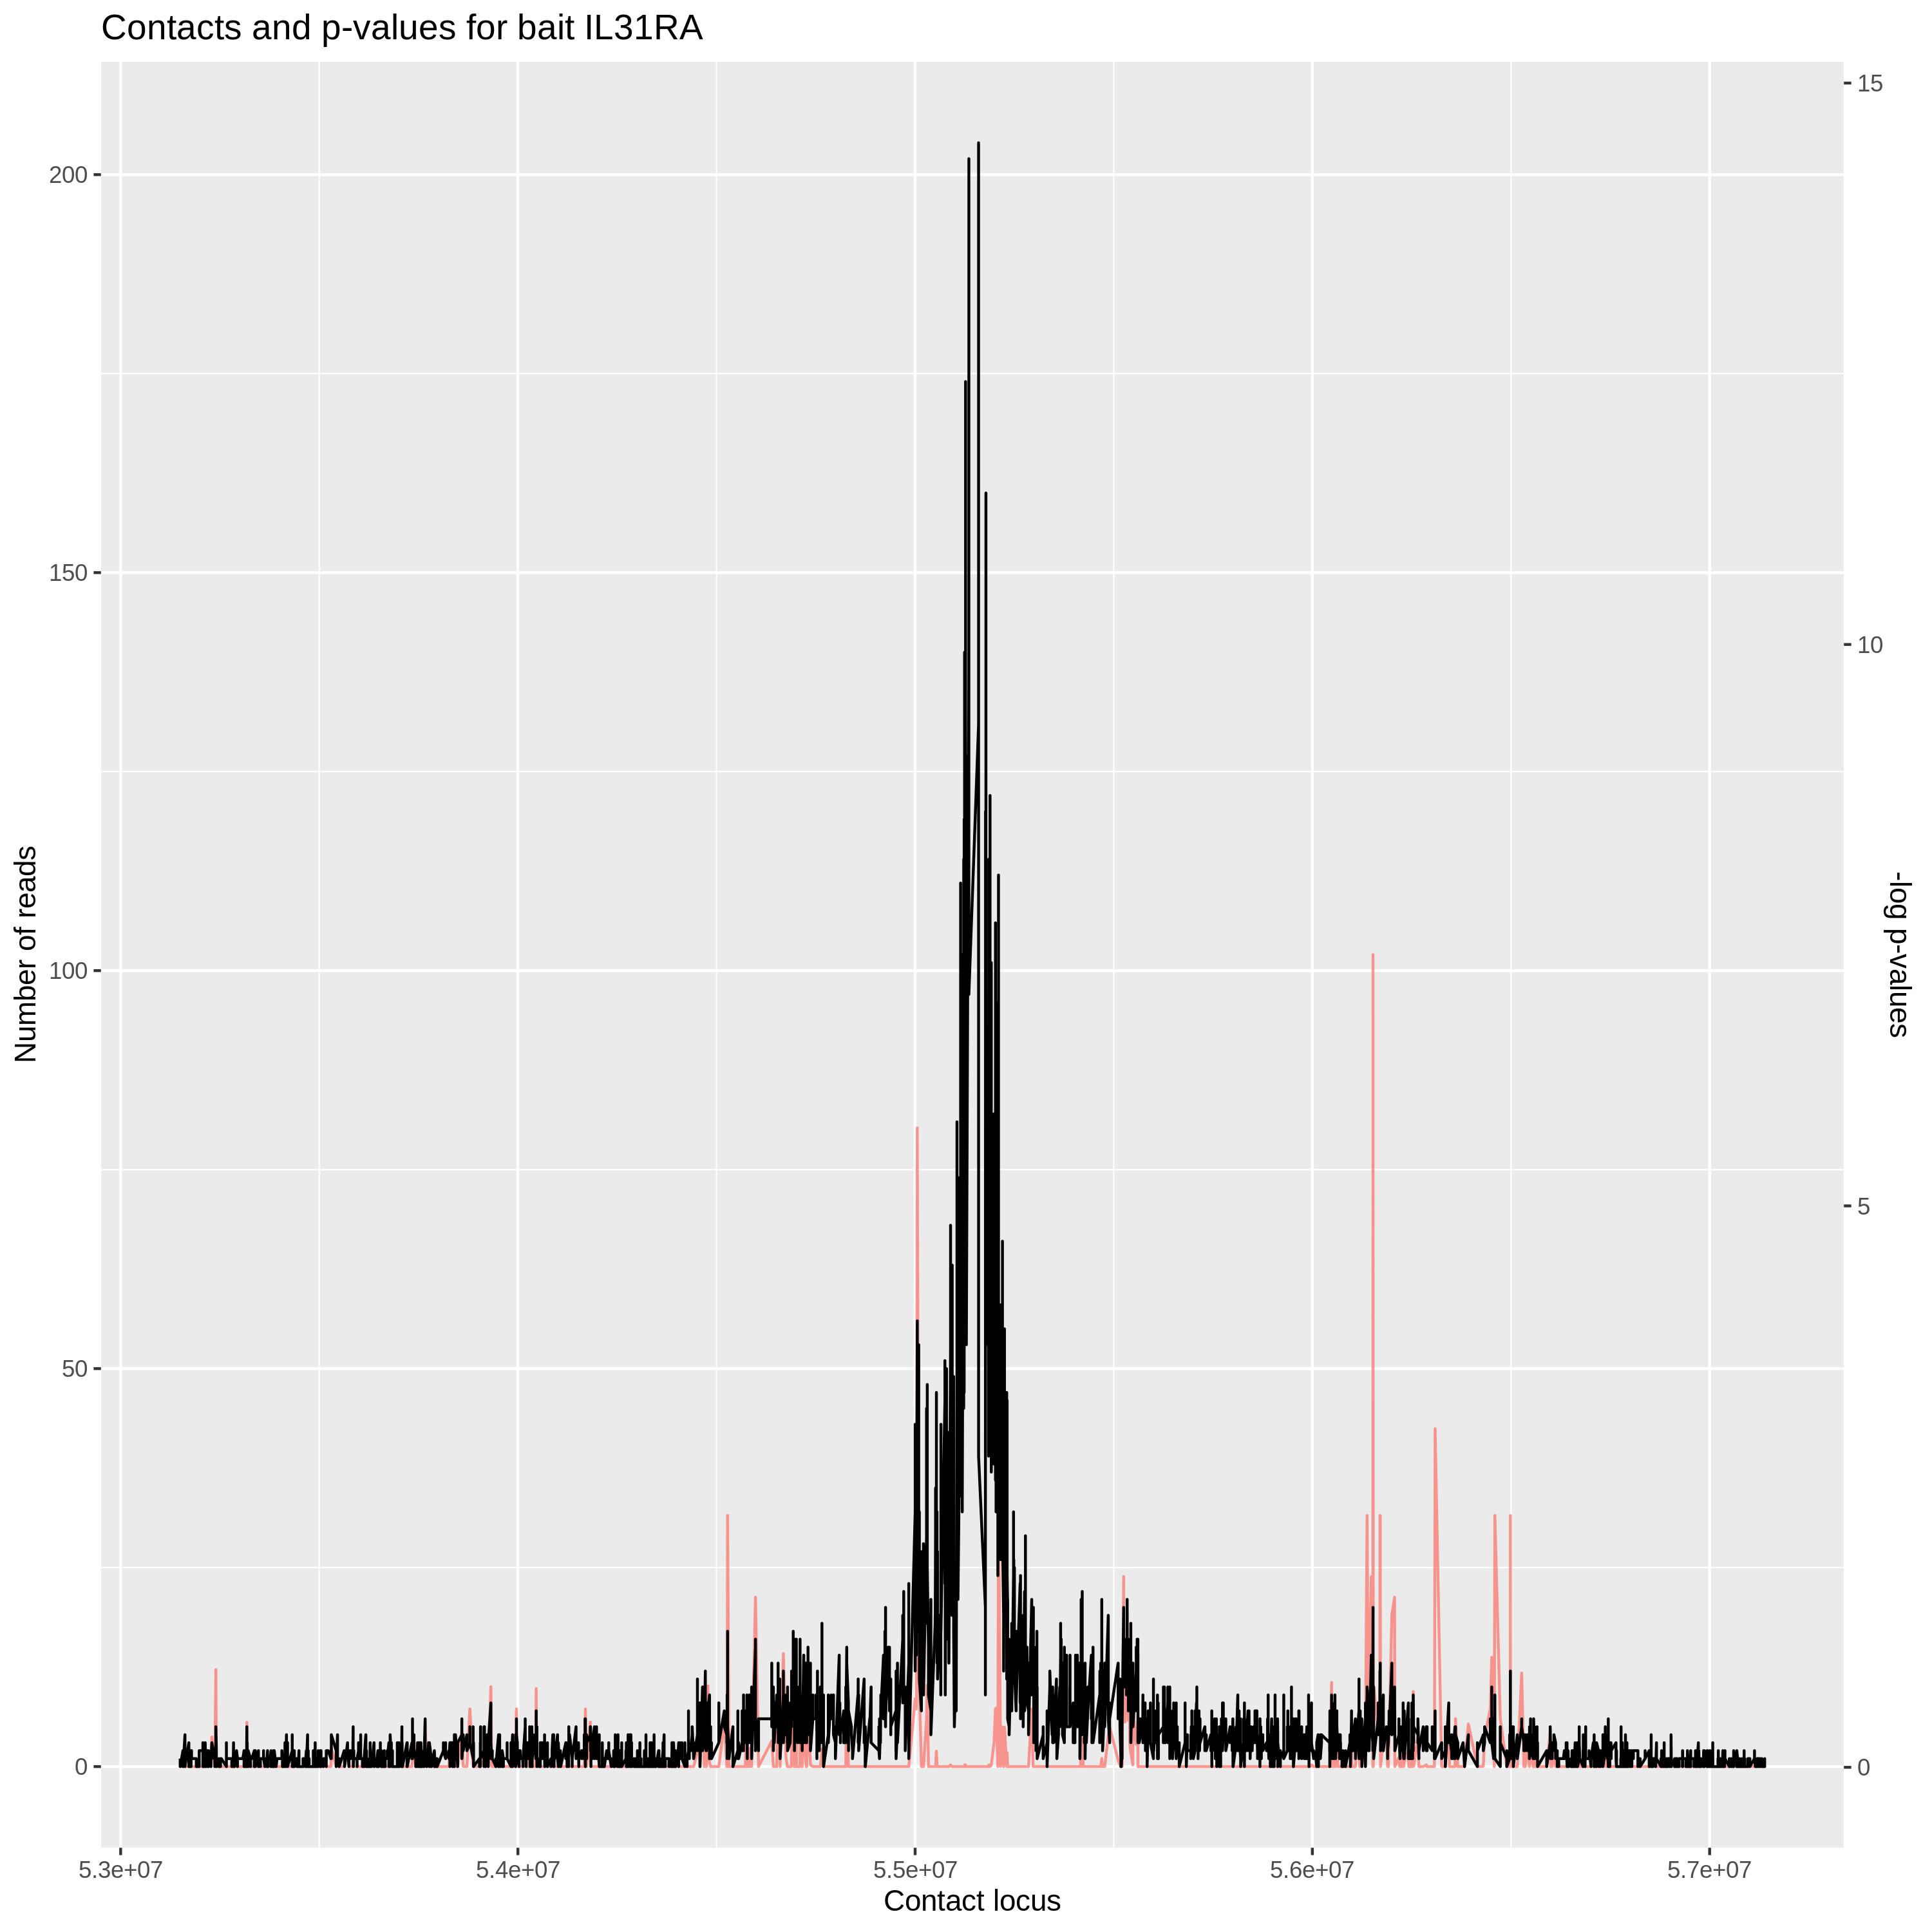 Contacts and p-values for bait IL31RA
200
150
100
50
0
Number of reads
15
10
5
0
-log p-values
5.3e+07
5.4e+07
5.5e+07
5.6e+07
5.7e+07
Contact locus